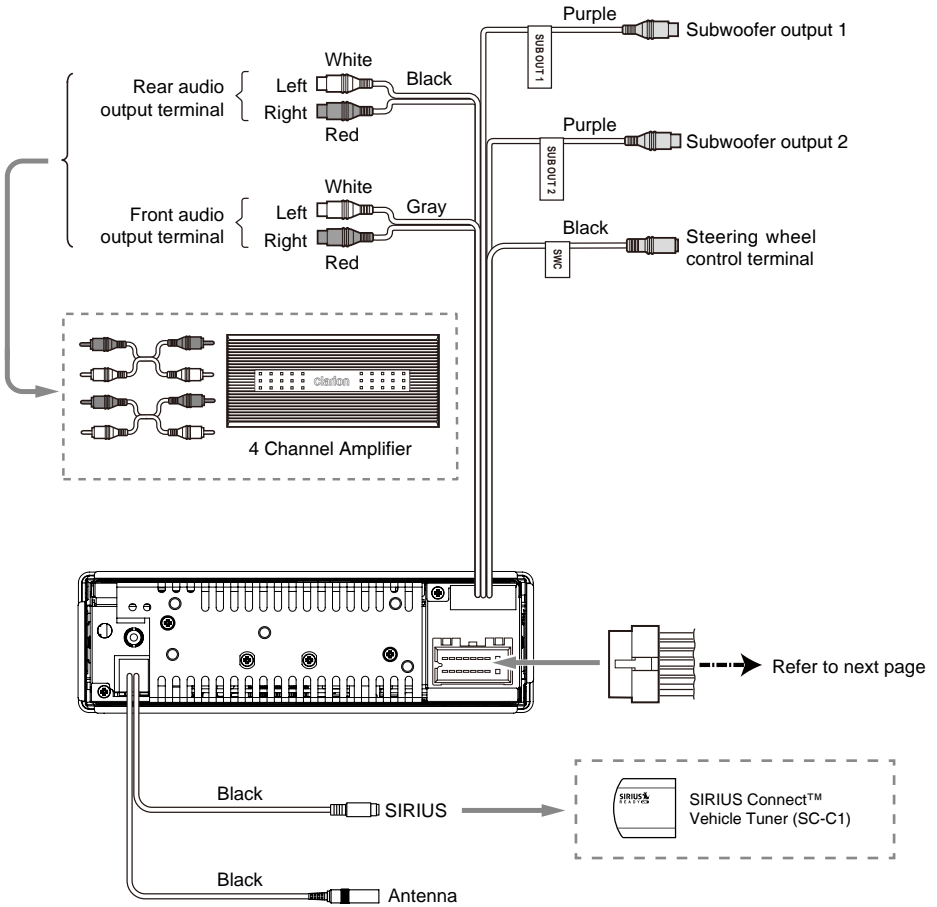 Purple
Subwoofer output 1
SUB OUT 1
White
Rear audio
output terminal
Left
Black
Right
Red
Purple
Subwoofer output 2
SUB OUT 2
White
Front audio
output terminal
Left
Gray
Right
Red
Black
Steering wheel
control terminal
SWC
clarion
4 Channel Amplifier
Refer to next page
Black
SIRIUS
SIRIUS
READY
SIRIUS Connect™
Vehicle Tuner (SC-C1)
Black
Antenna